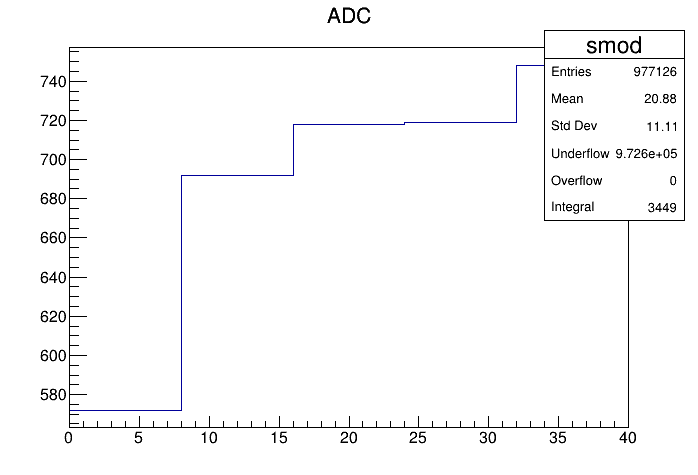 ADC
smod
Entries 977126
Mean 20.88
Std Dev 11.11
Underflow 9.726e+05
Overflow 0
Integral 3449
740
720
700
680
660
640
620
600
580
0 5 10 15 20 25 30 35 40